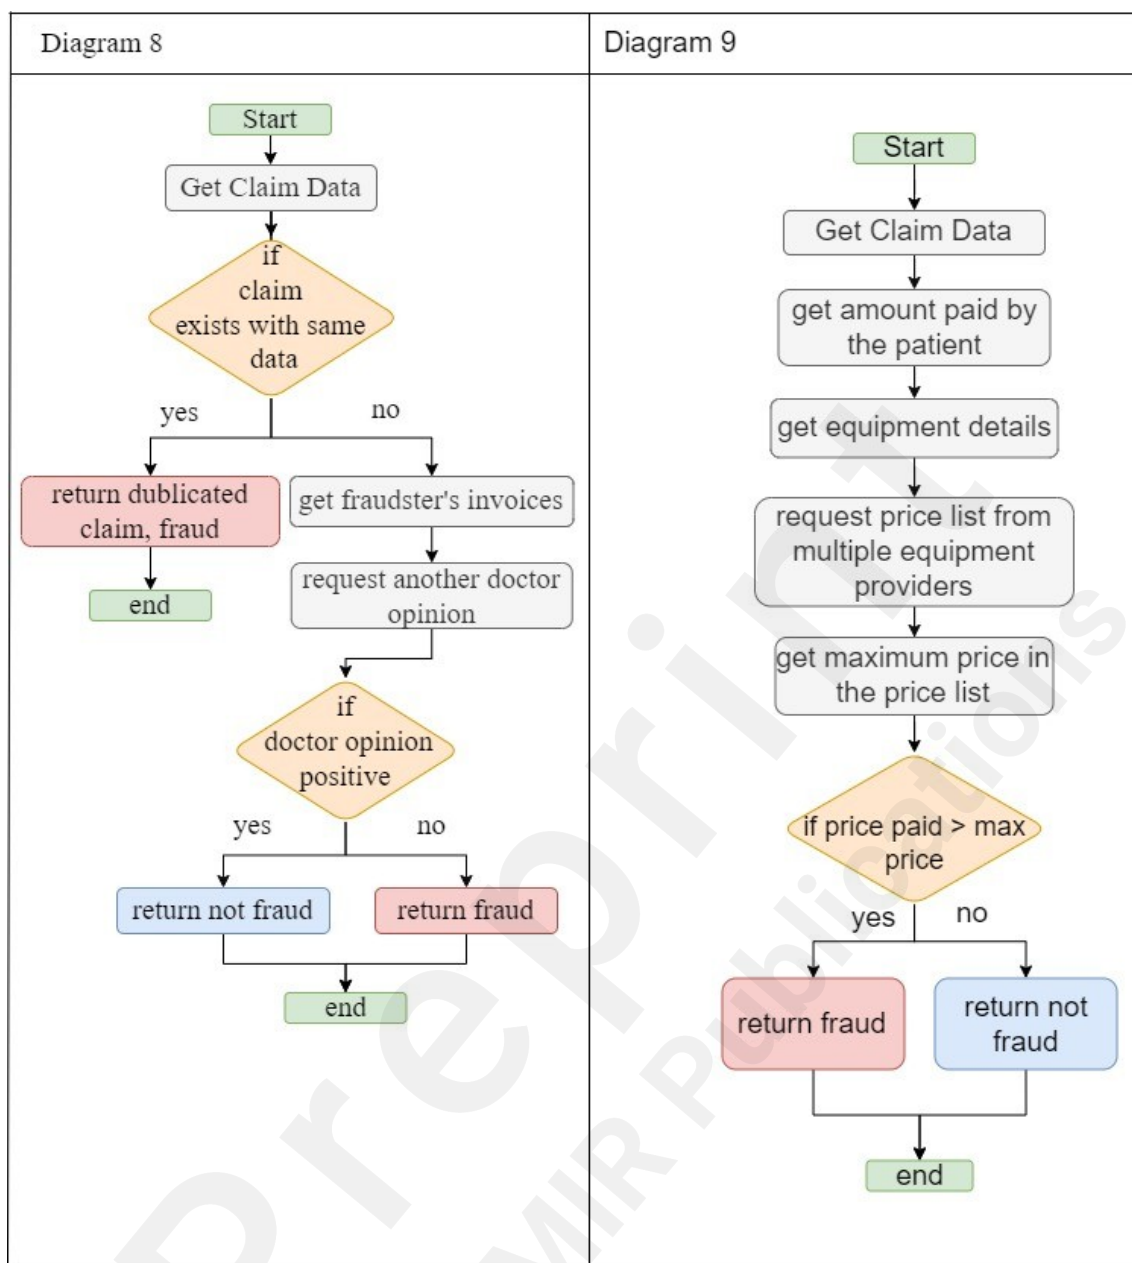 Diagram 8
Start
Get Claim Data
if
claim
exists with same
data
yes
no
return dublicated
claim, fraud
end
get fraudster's invoices
request another doctor
opinion
if
doctor opinion
positive
yes
no
return not fraud
return fraud
end
Diagram 9
Start
Get Claim Data
get amount paid by
the patient
get equipment details
request price list from
multiple equipment
providers
get maximum price in
the price list
if price paid > max
price
yes
no
return fraud
return not
fraud
end
Preprint
MIR Publications